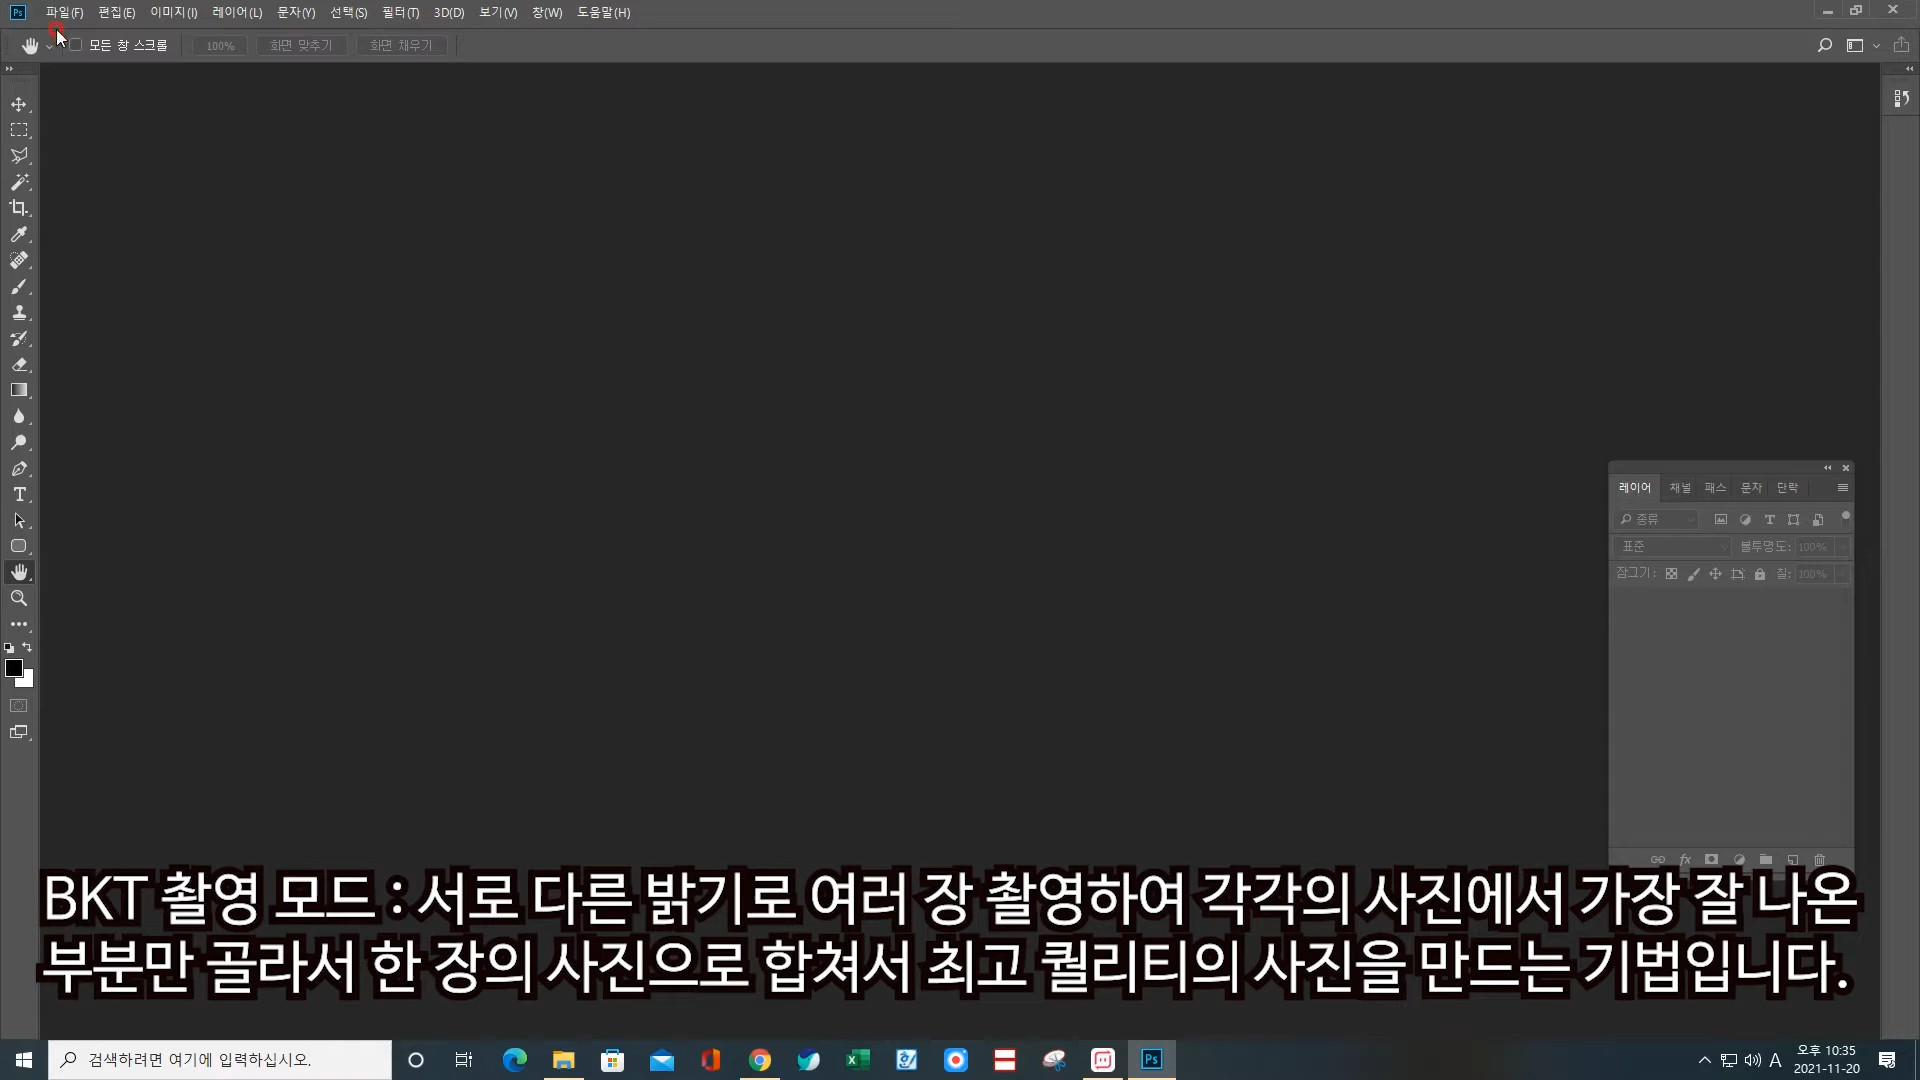 Ps 파일(F) 편집(E) 이미지(I) 레이어(L) 문자(Y) 선택(S) 필터(T) 3D(D) 보기(V) 창(W) 도움말(H)
모든 창 스크롤 100% 화면 맞추기 화면 채우기
레이어 채널 패스 문자 단락
종류
표준 불투명도: 100%
잠그기: 칠: 100%
BKT 촬영 모드 : 서로 다른 밝기로 여러 장 촬영하여 각각의 사진에서 가장 잘 나온
부분만 골라서 한 장의 사진으로 합쳐서 최고 퀄리티의 사진을 만드는 기법입니다.
검색하려면 여기에 입력하십시오.
Ps
A
오후 10:35
2021-11-20